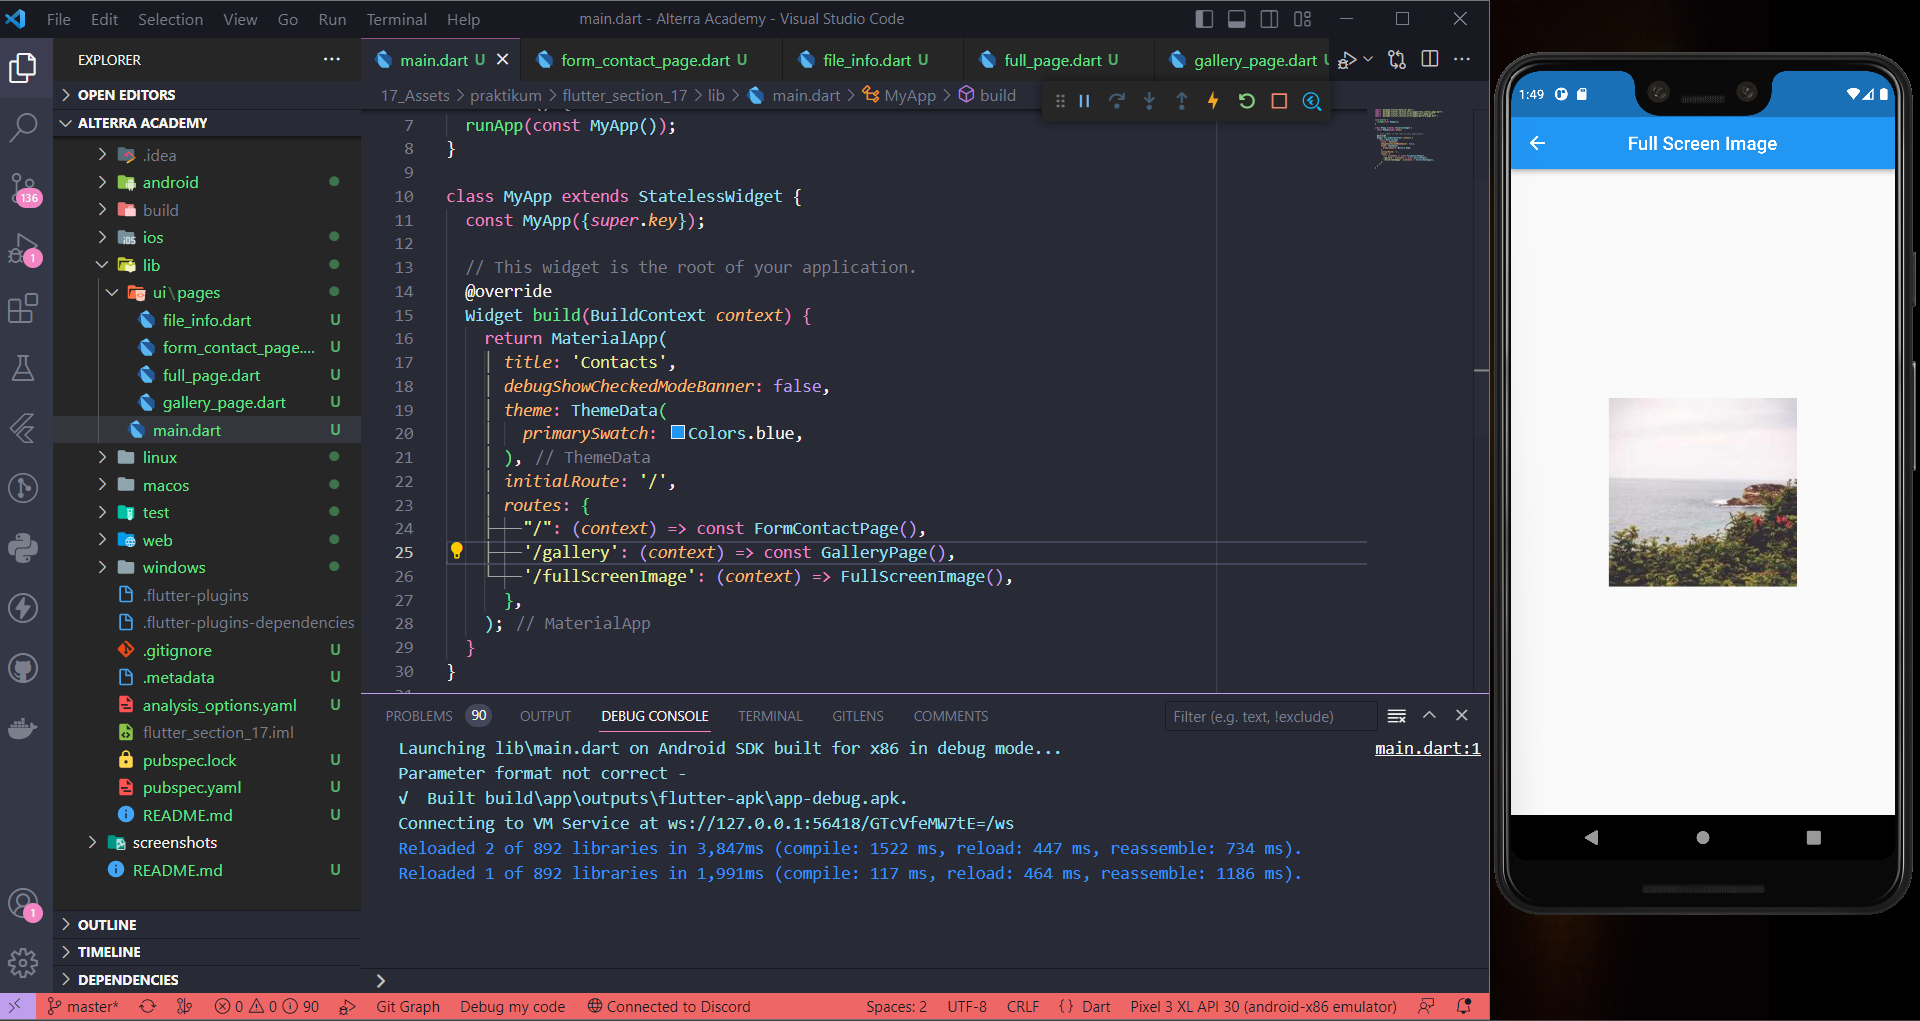 File Edit Selection View Go Run Terminal Help
main.dart - Alterra Academy - Visual Studio Code
EXPLORER
OPEN EDITORS
ALTERRA ACADEMY
.idea
android
build
ios
lib
ui\pages
file_info.dart U
form_contact_page.... U
full_page.dart U
gallery_page.dart U
main.dart U
linux
macos
test
web
windows
.flutter-plugins
.flutter-plugins-dependencies
.gitignore U
.metadata U
analysis_options.yaml U
flutter_section_17.iml
pubspec.lock U
pubspec.yaml U
README.md U
screenshots
README.md U
OUTLINE
TIMELINE
DEPENDENCIES
136
1
1
main.dart U
form_contact_page.dart U
file_info.dart U
full_page.dart U
gallery_page.dart U
17_Assets > praktikum > flutter_section_17 > lib > main.dart > MyApp > build
7 runApp(const MyApp());
8 }
9
10 class MyApp extends StatelessWidget {
11 const MyApp({super.key});
12
13 // This widget is the root of your application.
14 @override
15 Widget build(BuildContext context) {
16 return MaterialApp(
17 title: 'Contacts',
18 debugShowCheckedModeBanner: false,
19 theme: ThemeData(
20 primarySwatch: Colors.blue,
21 ), // ThemeData
22 initialRoute: '/',
23 routes: {
24 "/": (context) => const FormContactPage(),
25 '/gallery': (context) => const GalleryPage(),
26 '/fullScreenImage': (context) => FullScreenImage(),
27 },
28 ); // MaterialApp
29 }
30 }
PROBLEMS 90 OUTPUT DEBUG CONSOLE TERMINAL GITLENS COMMENTS
Filter (e.g. text, !exclude)
Launching lib\main.dart on Android SDK built for x86 in debug mode... main.dart:1
Parameter format not correct -
√ Built build\app\outputs\flutter-apk\app-debug.apk.
Connecting to VM Service at ws://127.0.0.1:56418/GTcVfeMW7tE=/ws
Reloaded 2 of 892 libraries in 3,847ms (compile: 1522 ms, reload: 447 ms, reassemble: 734 ms).
Reloaded 1 of 892 libraries in 1,991ms (compile: 117 ms, reload: 464 ms, reassemble: 1186 ms).
master* 0 0 90 Git Graph Debug my code Connected to Discord
Spaces: 2 UTF-8 CRLF { } Dart Pixel 3 XL API 30 (android-x86 emulator)
1:49
Full Screen Image